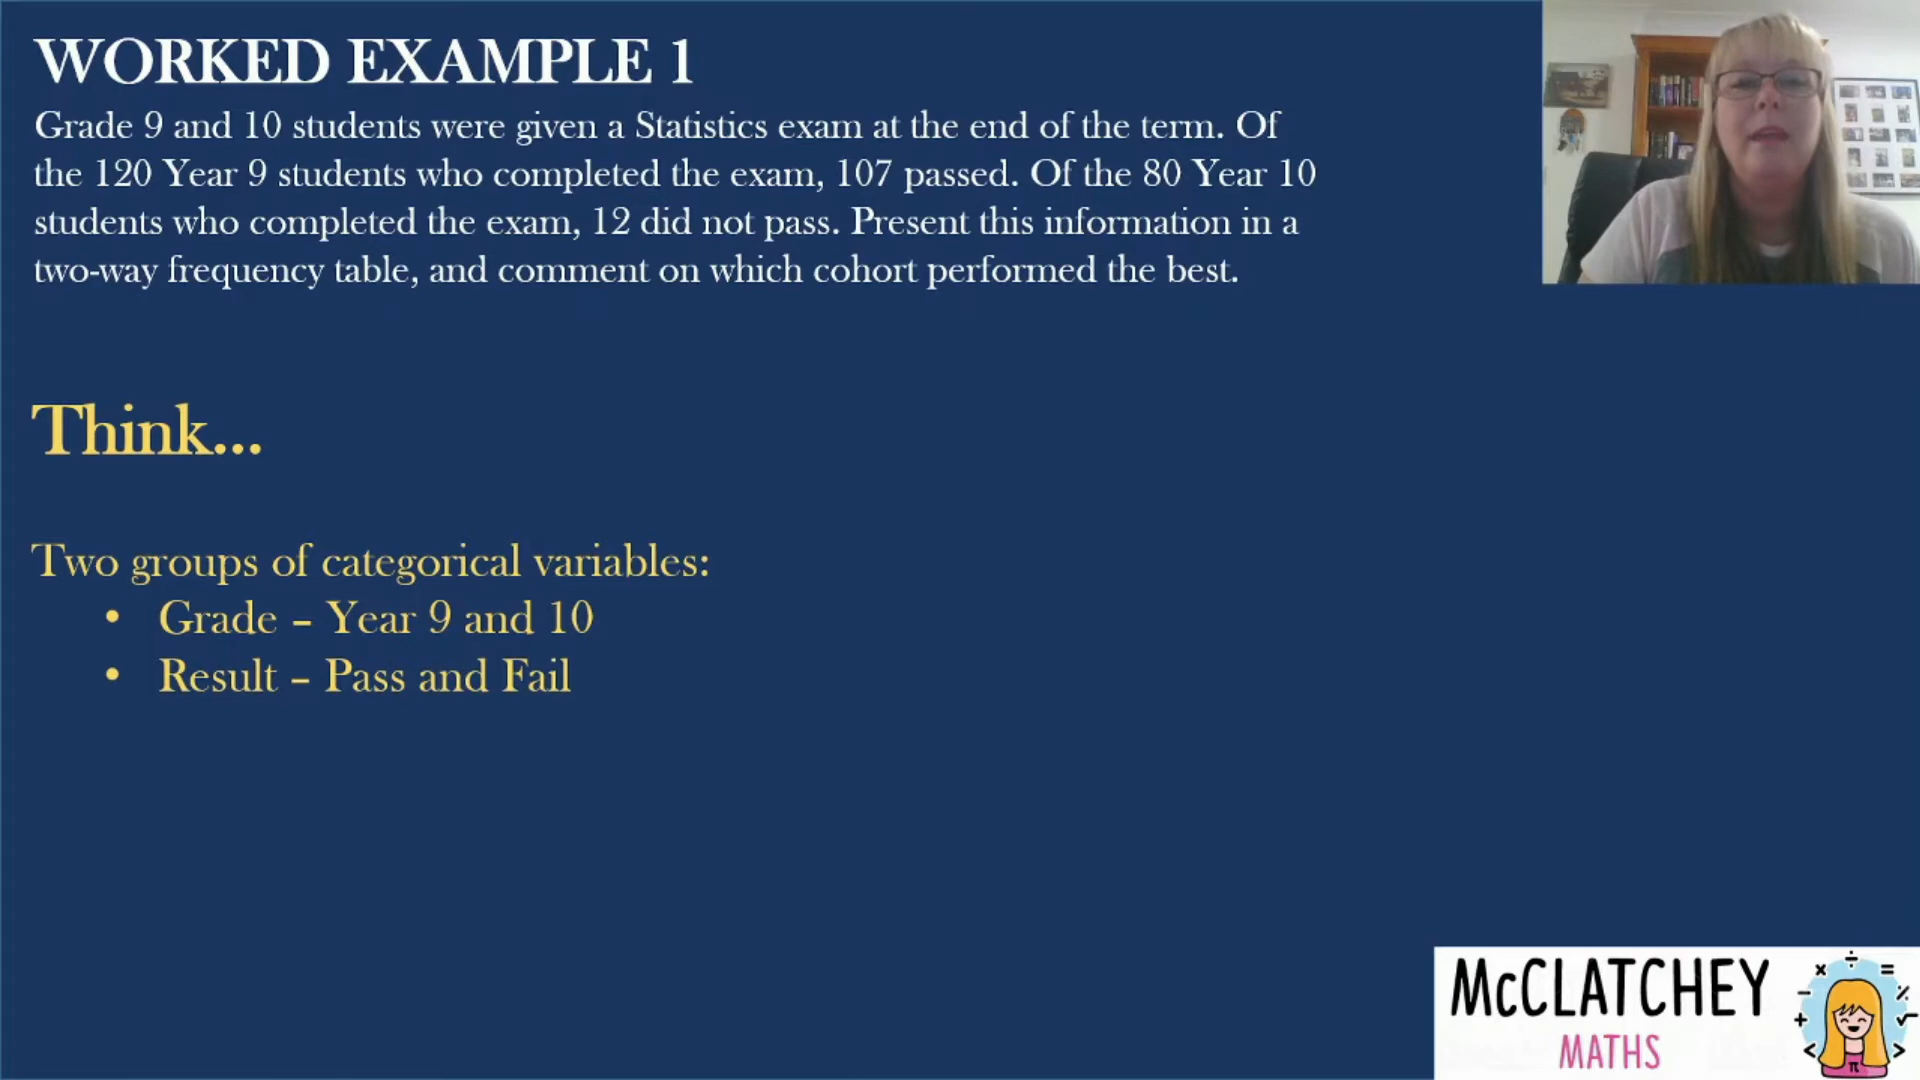 WORKED EXAMPLE 1
Grade 9 and 10 students were given a Statistics exam at the end of the term. Of
the 120 Year 9 students who completed the exam, 107 passed. Of the 80 Year 10
students who completed the exam, 12 did not pass. Present this information in a
two-way frequency table, and comment on which cohort performed the best.
Think...
Two groups of categorical variables:
• Grade – Year 9 and 10
• Result – Pass and Fail
McCLATCHEY
MATHS